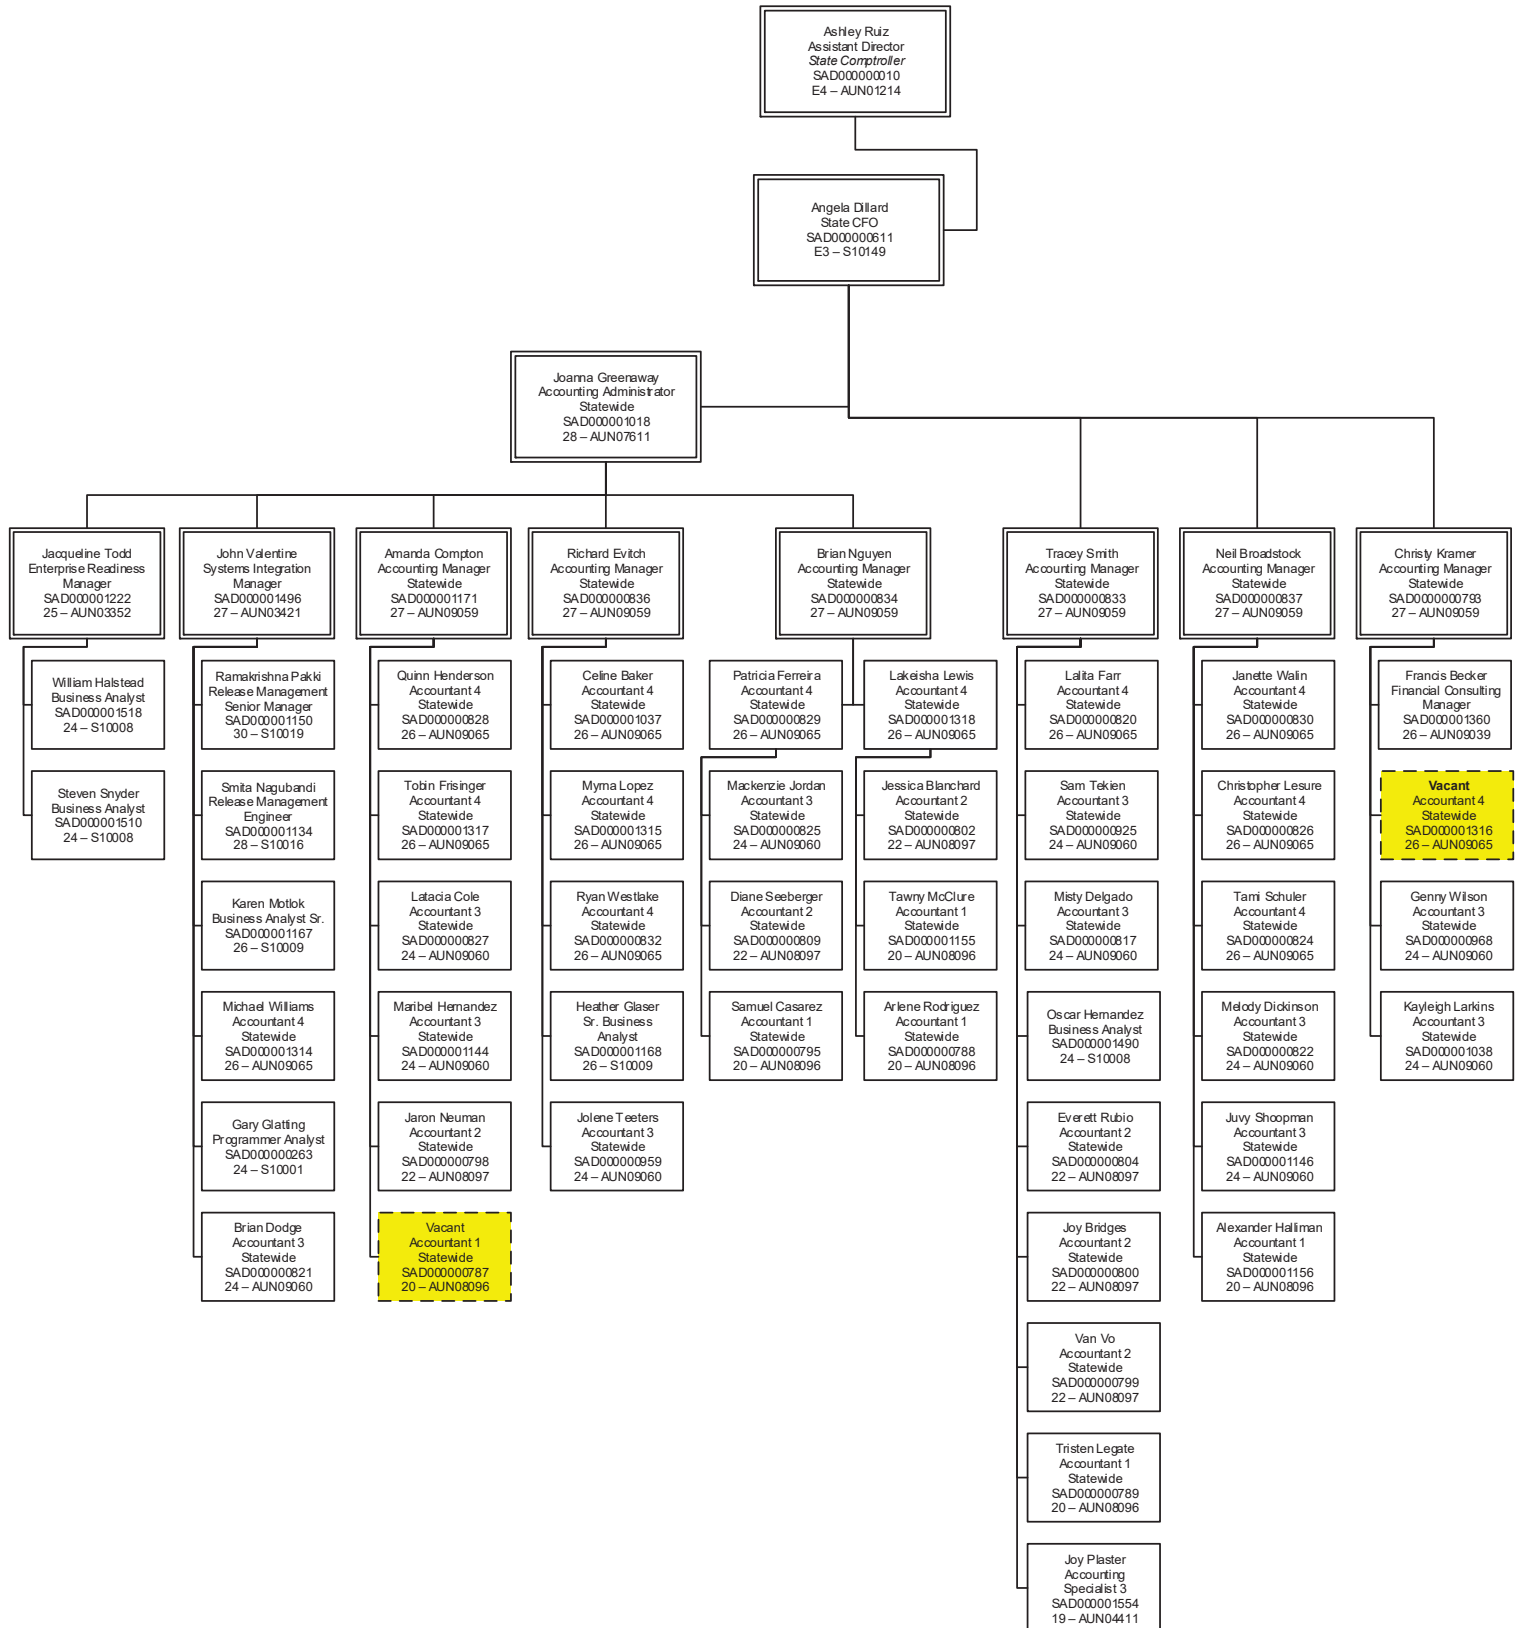 Ashley Ruiz
Assistant Director
State Comptroller
SAD000000010
E4 – AUN01214
Angela Dillard
State CFO
SAD000000611
E3 – S10149
Joanna Greenaway
Accounting Administrator
Statewide
SAD000001018
28 – AUN07611
Jacqueline Todd
Enterprise Readiness
Manager
SAD000001222
25 – AUN03352
John Valentine
Systems Integration
Manager
SAD000001496
27 – AUN03421
Amanda Compton
Accounting Manager
Statewide
SAD000001171
27 – AUN09059
Richard Evitch
Accounting Manager
Statewide
SAD000000836
27 – AUN09059
Brian Nguyen
Accounting Manager
Statewide
SAD000000834
27 – AUN09059
Tracey Smith
Accounting Manager
Statewide
SAD000000833
27 – AUN09059
Neil Broadstock
Accounting Manager
Statewide
SAD000000837
27 – AUN09059
Christy Kramer
Accounting Manager
Statewide
SAD000000793
27 – AUN09059
William Halstead
Business Analyst
SAD000001518
24 – S10008
Steven Snyder
Business Analyst
SAD000001510
24 – S10008
Ramakrishna Pakki
Release Management
Senior Manager
SAD000001150
30 – S10019
Smita Nagubandi
Release Management
Engineer
SAD000001134
28 – S10016
Karen Motlok
Business Analyst Sr.
SAD000001167
26 – S10009
Michael Williams
Accountant 4
Statewide
SAD000001314
26 – AUN09065
Gary Glatting
Programmer Analyst
SAD000000263
24 – S10001
Brian Dodge
Accountant 3
Statewide
SAD000000821
24 – AUN09060
Quinn Henderson
Accountant 4
Statewide
SAD000000828
26 – AUN09065
Tobin Frisinger
Accountant 4
Statewide
SAD000001317
26 – AUN09065
Latacia Cole
Accountant 3
Statewide
SAD000000827
24 – AUN09060
Maribel Hernandez
Accountant 3
Statewide
SAD000001144
24 – AUN09060
Jaron Neuman
Accountant 2
Statewide
SAD000000798
22 – AUN08097
Vacant
Accountant 1
Statewide
SAD000000787
20 – AUN08096
Celine Baker
Accountant 4
Statewide
SAD000001037
26 – AUN09065
Myrna Lopez
Accountant 4
Statewide
SAD000001315
26 – AUN09065
Ryan Westlake
Accountant 4
Statewide
SAD000000832
26 – AUN09065
Heather Glaser
Sr. Business
Analyst
SAD000001168
26 – S10009
Jolene Teeters
Accountant 3
Statewide
SAD000000959
24 – AUN09060
Patricia Ferreira
Accountant 4
Statewide
SAD000000829
26 – AUN09065
Mackenzie Jordan
Accountant 3
Statewide
SAD000000825
24 – AUN09060
Diane Seeberger
Accountant 2
Statewide
SAD000000809
22 – AUN08097
Samuel Casarez
Accountant 1
Statewide
SAD000000795
20 – AUN08096
Lakeisha Lewis
Accountant 4
Statewide
SAD000001318
26 – AUN09065
Jessica Blanchard
Accountant 2
Statewide
SAD000000802
22 – AUN08097
Tawny McClure
Accountant 1
Statewide
SAD000001155
20 – AUN08096
Arlene Rodriguez
Accountant 1
Statewide
SAD000000788
20 – AUN08096
Lalita Farr
Accountant 4
Statewide
SAD000000820
26 – AUN09065
Sam Tekien
Accountant 3
Statewide
SAD000000925
24 – AUN09060
Misty Delgado
Accountant 3
Statewide
SAD000000817
24 – AUN09060
Oscar Hernandez
Business Analyst
SAD000001490
24 – S10008
Everett Rubio
Accountant 2
Statewide
SAD000000804
22 – AUN08097
Joy Bridges
Accountant 2
Statewide
SAD000000800
22 – AUN08097
Van Vo
Accountant 2
Statewide
SAD000000799
22 – AUN08097
Tristen Legate
Accountant 1
Statewide
SAD000000789
20 – AUN08096
Joy Plaster
Accounting
Specialist 3
SAD000001554
19 – AUN04411
Janette Walin
Accountant 4
Statewide
SAD000000830
26 – AUN09065
Christopher Lesure
Accountant 4
Statewide
SAD000000826
26 – AUN09065
Tami Schuler
Accountant 4
Statewide
SAD000000824
26 – AUN09065
Melody Dickinson
Accountant 3
Statewide
SAD000000822
24 – AUN09060
Juvy Shoopman
Accountant 3
Statewide
SAD000001146
24 – AUN09060
Alexander Halliman
Accountant 1
Statewide
SAD000001156
20 – AUN08096
Francis Becker
Financial Consulting
Manager
SAD000001360
26 – AUN09039
Vacant
Accountant 4
Statewide
SAD000001316
26 – AUN09065
Genny Wilson
Accountant 3
Statewide
SAD000000968
24 – AUN09060
Kayleigh Larkins
Accountant 3
Statewide
SAD000001038
24 – AUN09060